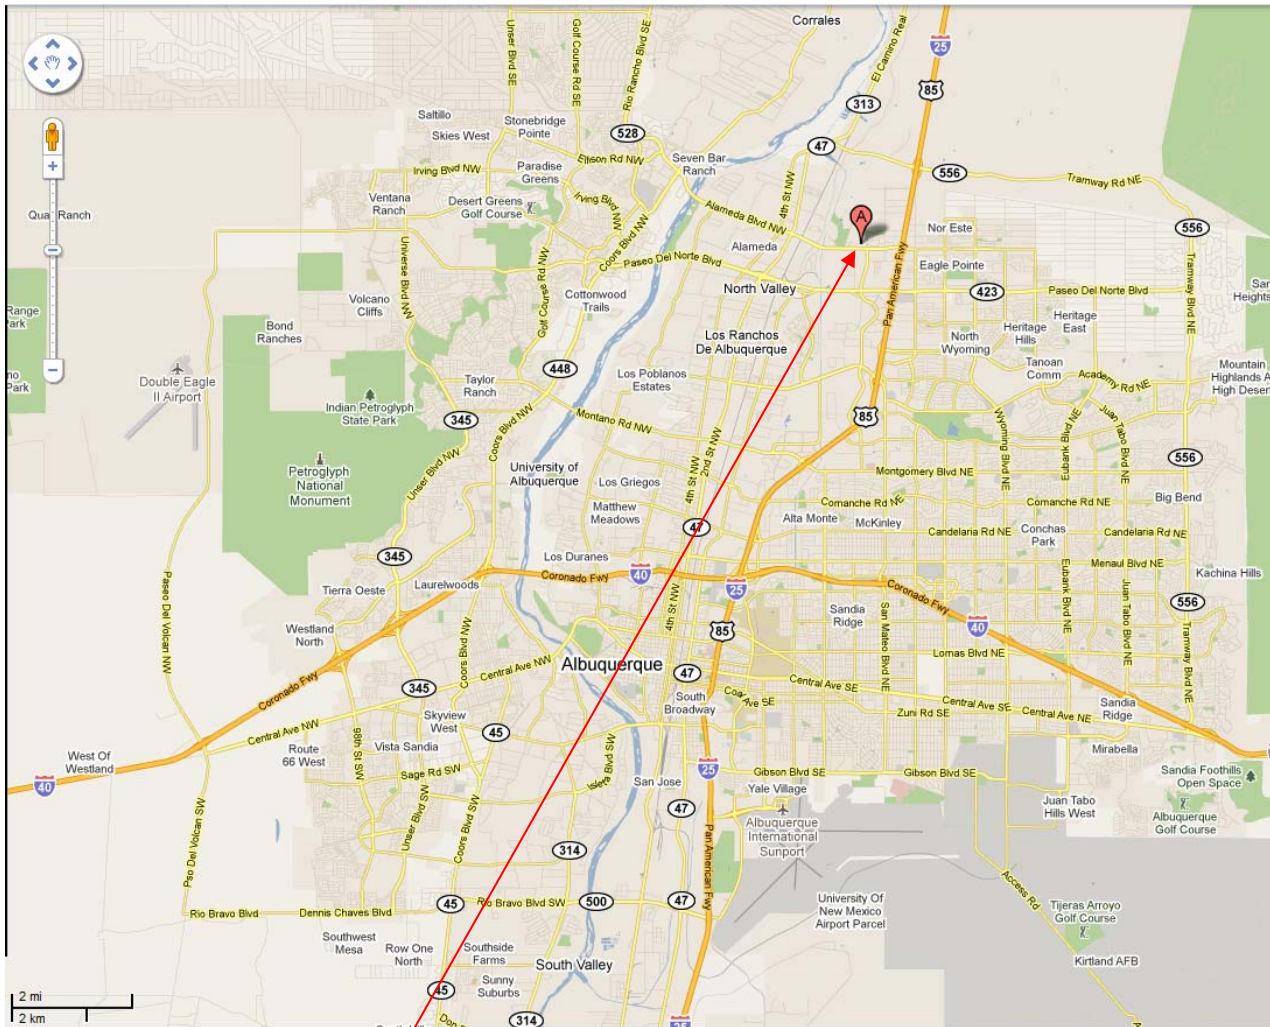 Corrales
Unser Blvd SE
Golf Course Rd SE
Rio Rancho Blvd SE
El Camino Real
25
85
313
Saltillo
Skies West
Stonebridge
Pointe
528
47
Seven Bar
Ranch
Ellison Rd NW
556
Tramway Rd NE
Irving Blvd NW
Paradise
Greens
Ventana
Ranch
Desert Greens
Golf Course
Irving Blvd NW
Coors Blvd NW
4th St NW
Alameda Blvd NW
A
Nor Este
556
Alameda
Universe Blvd NW
Golf Course Rd NW
Paseo Del Norte Blvd
Eagle Pointe
Pan American Fwy
Tramway Blvd NE
Volcano
Cliffs
Cottonwood
Trails
North Valley
423
Paseo Del Norte Blvd
Range
Heights
Bond
Ranches
Los Ranchos
De Albuquerque
North
Wyoming
Heritage
Hills
Heritage
East
Double Eagle
II Airport
448
Taylor
Ranch
Los Poblanos
Estates
Tanoan
Comm
Academy Rd NE
Mountain
Highlands A
High Desert
Indian Petroglyph
State Park
345
Montano Rd NW
85
Wyoming Blvd NE
Eubank Blvd NE
Juan Tabo Blvd NE
Coors Blvd NW
Unser Blvd NW
Petroglyph
National
Monument
University of
Albuquerque
Los Griegos
4th St NW
2nd St NW
Montgomery Blvd NE
556
Matthew
Meadows
Comanche Rd NE
Comanche Rd NE
Big Bend
47
Alta Monte
McKinley
Candelaria Rd NE
Conchas
Park
Candelaria Rd NE
345
Los Duranes
Menaul Blvd NE
Coronado Fwy
40
25
Coronado Fwy
Kachina Hills
Tierra Oeste
Laurelwoods
Paseo Del Volcan NW
Westland
North
Coors Blvd NW
4th St NW
85
Sandia
Ridge
San Mateo Blvd NE
40
Eubank Blvd NE
Juan Tabo Blvd NE
556
Tramway Blvd NE
Lomas Blvd NE
Albuquerque
Central Ave NW
47
Coronado Fwy
345
Central Ave SE
Central Ave SE
Central Ave NE
South
Broadway
Zuni Rd SE
Sandia
Ridge
Central Ave NW
Skyview
West
45
98th St SW
Route
66 West
Vista Sandia
West Of
Westland
40
Sage Rd SW
Isleta Blvd SW
San Jose
25
Gibson Blvd SE
Gibson Blvd SE
Yale Village
Mirabella
Sandia Foothills
Open Space
Juan Tabo
Hills West
Albuquerque
Golf Course
Albuquerque
International
Sunport
47
Pso Del Volcan SW
Unser Blvd SW
Coors Blvd SW
314
Pan American Fwy
Rio Bravo Blvd
Dennis Chaves Blvd
45
Rio Bravo Blvd SW
500
47
University Of
New Mexico
Airport Parcel
Access Rd
Tijeras Arroyo
Golf Course
Southwest
Mesa
Row One
North
Southside
Farms
South Valley
Kirtland AFB
Sunny
Suburbs
45
314
25
2 mi
2 km